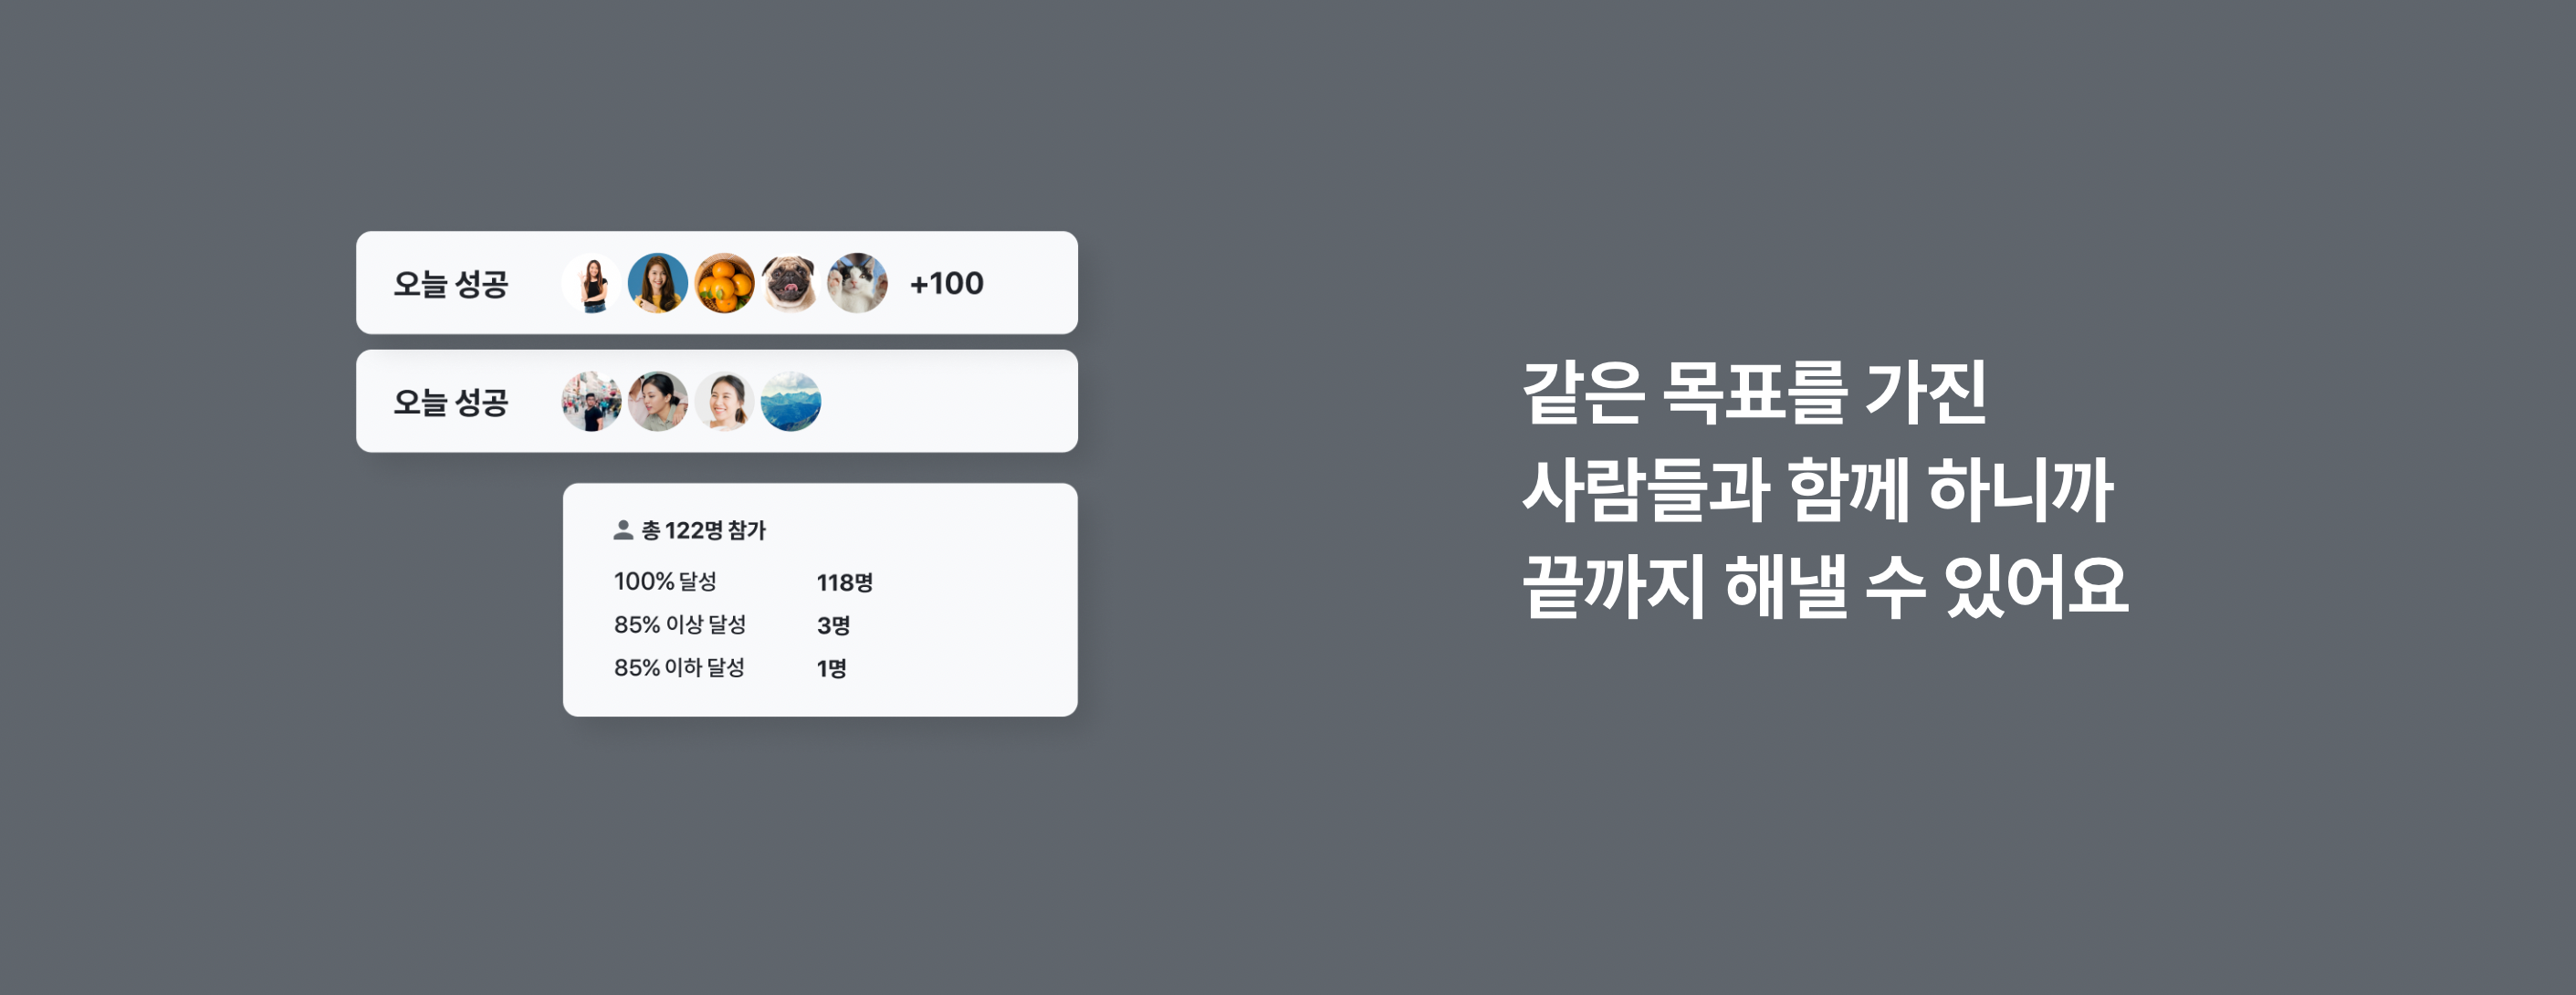 오늘 성공 +100
오늘 성공
총 122명 참가
100% 달성 118명
85% 이상 달성 3명
85% 이하 달성 1명
같은 목표를 가진
사람들과 함께 하니까
끝까지 해낼 수 있어요